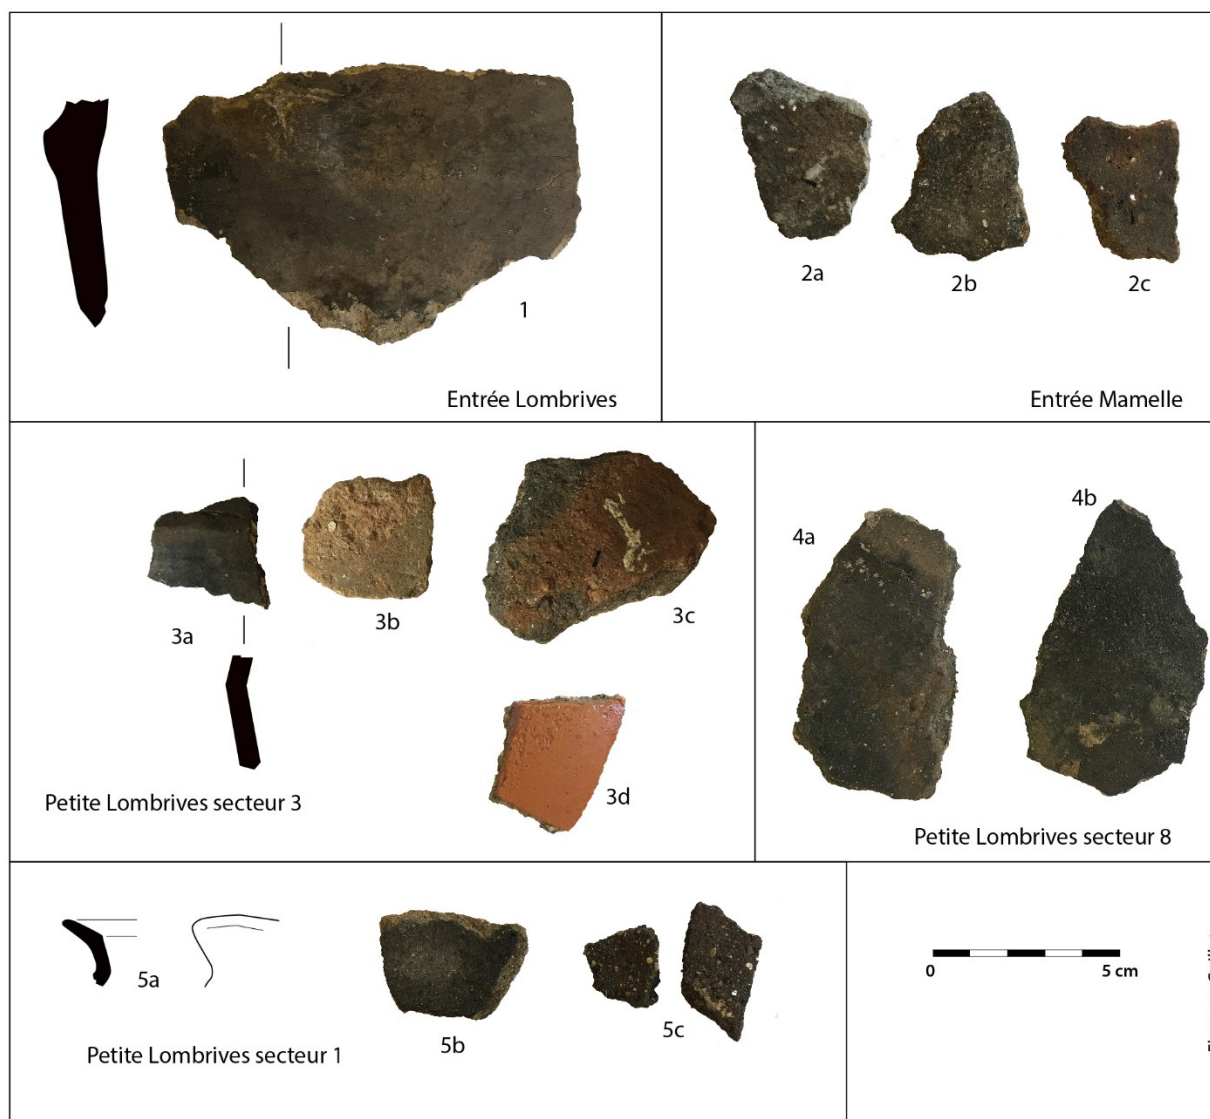 1
Entrée Lombrives
2a
2b
2c
Entrée Mamelle
3a
3b
3c
3d
Petite Lombrives secteur 3
4a
4b
Petite Lombrives secteur 8
5a
5b
5c
Petite Lombrives secteur 1
0 5 cm